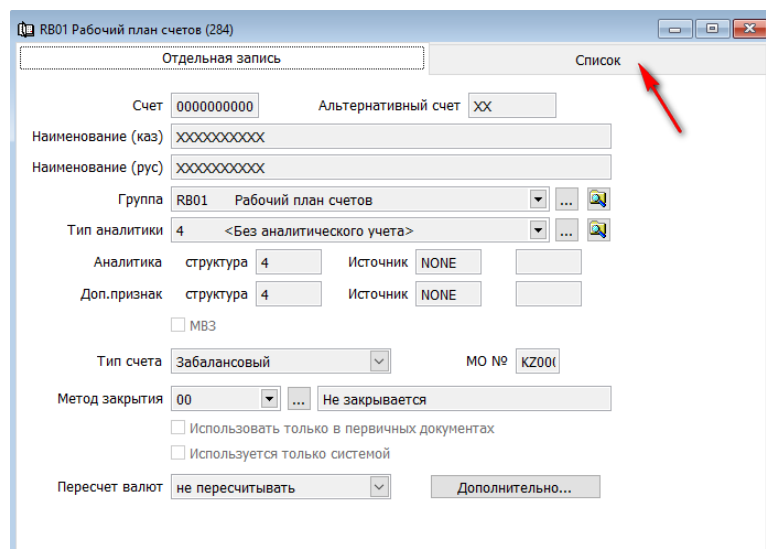 RB01 Рабочий план счетов (284)
Отдельная запись Список
Счет 0000000000 Альтернативный счет XX
Наименование (каз) XXXXXXXXXX
Наименование (рус) XXXXXXXXXX
Группа RB01 Рабочий план счетов ...
Тип аналитики 4 <Без аналитического учета> ...
Аналитика структура 4 Источник NONE
Доп.признак структура 4 Источник NONE
МВЗ
Тип счета Забалансовый МО № KZ00(
Метод закрытия 00 ... Не закрывается
Использовать только в первичных документах
Используется только системой
Пересчет валют не пересчитывать Дополнительно...